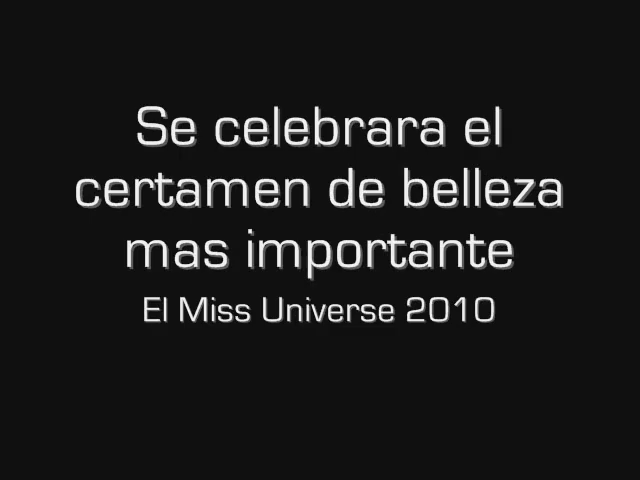 Se celebrara el
certamen de belleza
mas importante
El Miss Universe 2010